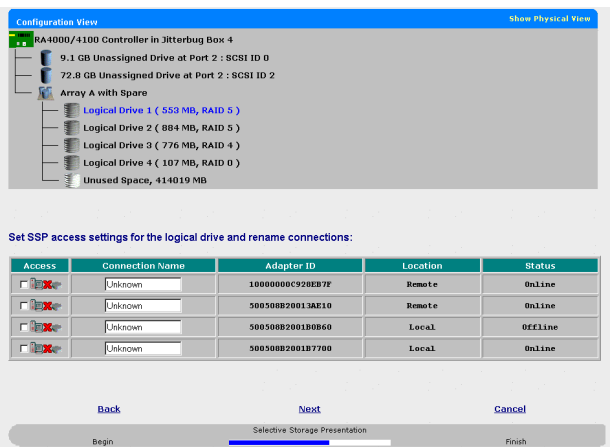 Configuration View
Show Physical View
RA4000/4100 Controller in Jitterbug Box 4
9.1 GB Unassigned Drive at Port 2 : SCSI ID 0
72.8 GB Unassigned Drive at Port 2 : SCSI ID 2
Array A with Spare
Logical Drive 1 ( 553 MB, RAID 5 )
Logical Drive 2 ( 884 MB, RAID 5 )
Logical Drive 3 ( 776 MB, RAID 4 )
Logical Drive 4 ( 107 MB, RAID 0 )
Unused Space, 414019 MB
Set SSP access settings for the logical drive and rename connections:
Access Connection Name Adapter ID Location Status
Unknown 10000000C920EB7F Remote Online
Unknown 500508B20013AE10 Remote Online
Unknown 500508B2001B0B60 Local Offline
Unknown 500508B2001B7700 Local Online
Back Next Cancel
Selective Storage Presentation
Begin Finish